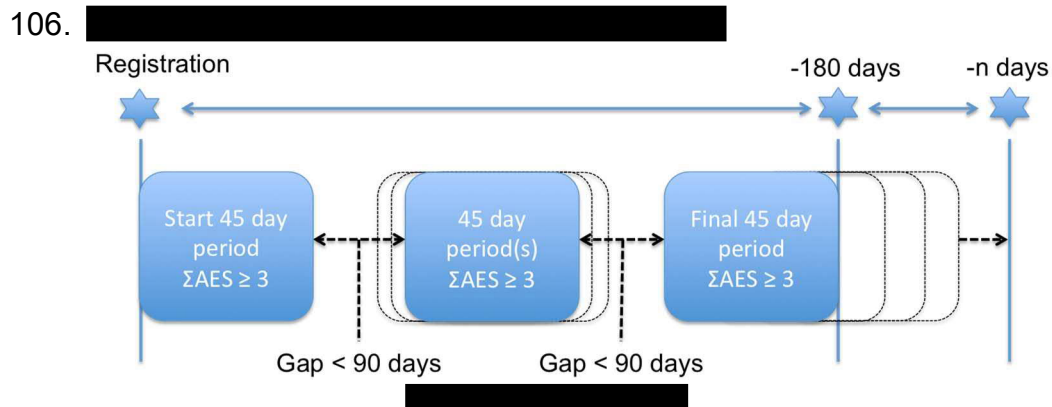 106.
Registration
-180 days
-n days
Start 45 day
period
ΣAES ≥ 3
45 day
period(s)
ΣAES ≥ 3
Final 45 day
period
ΣAES ≥ 3
Gap < 90 days
Gap < 90 days